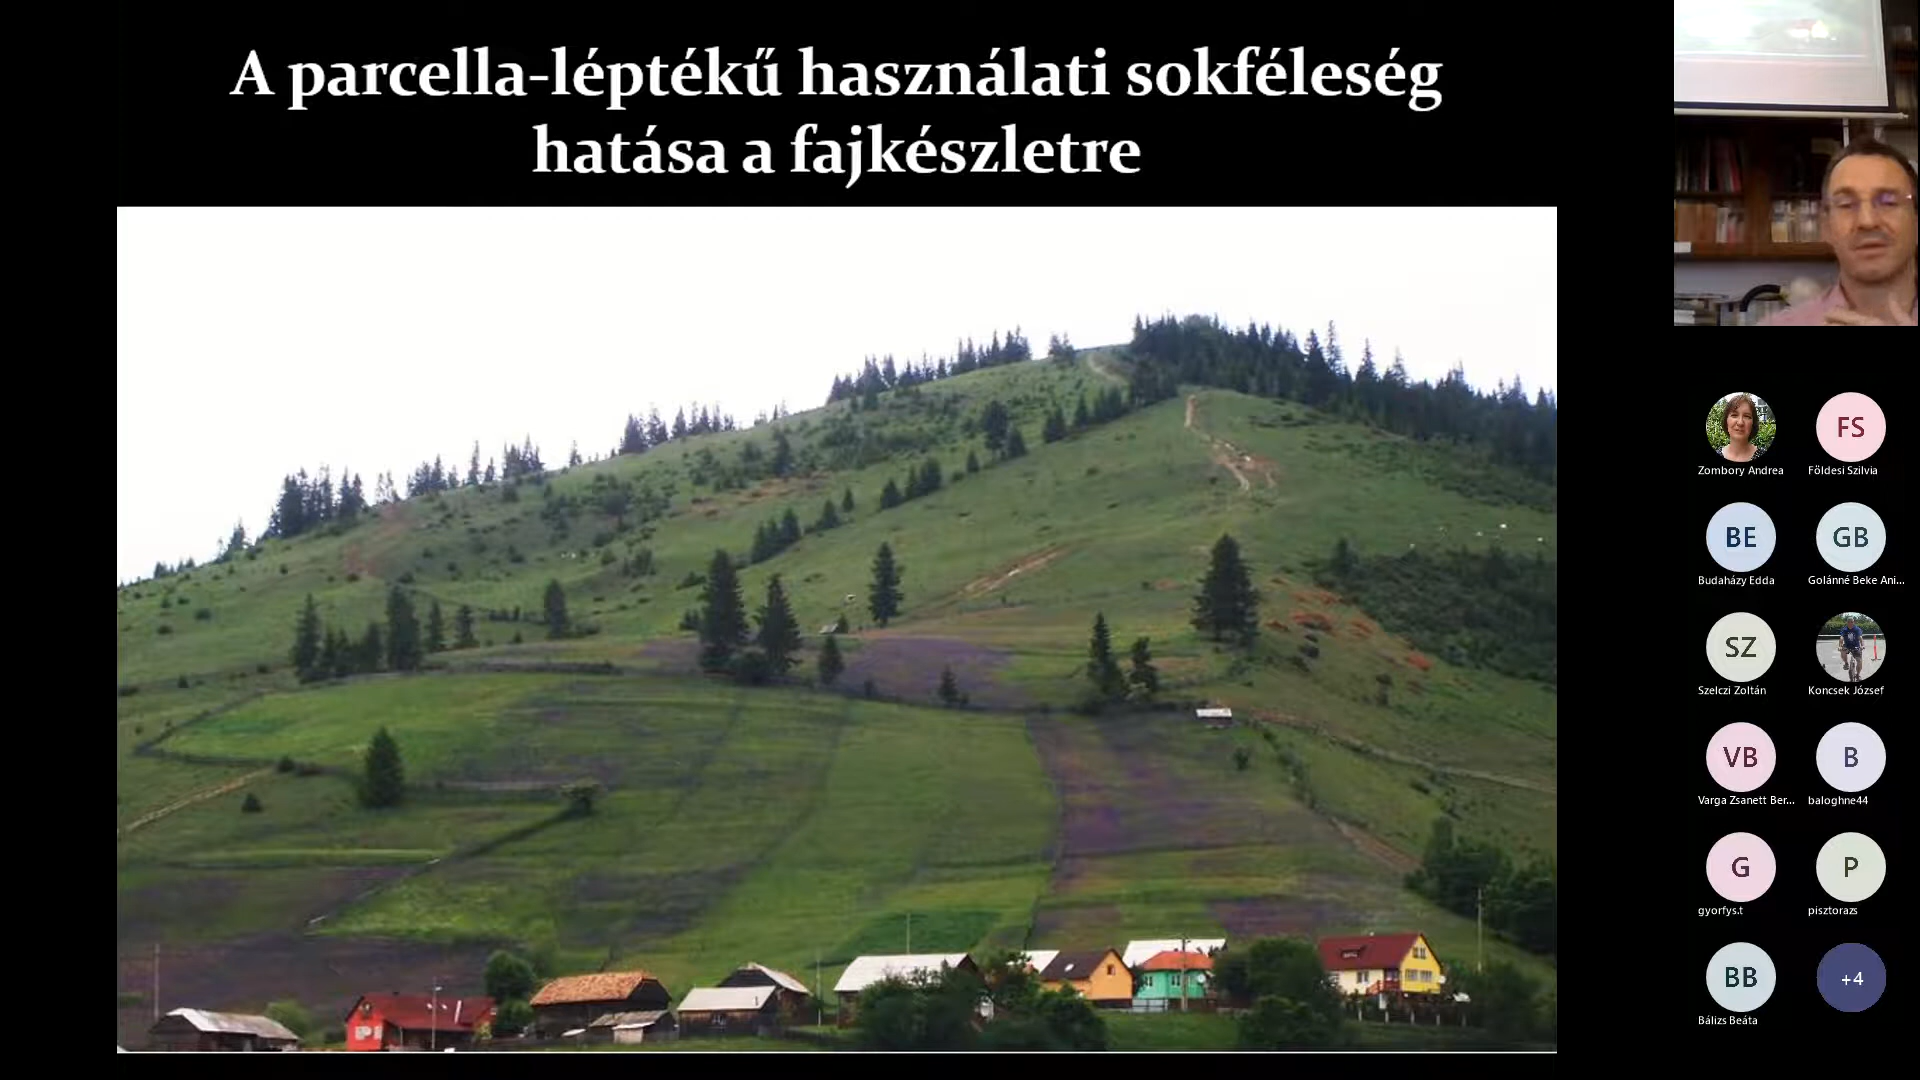 A parcella-léptékű használati sokféleség
hatása a fajkészletre
Zombory Andrea
FS
Földesi Szilvia
BE
Budaházy Edda
GB
Golánné Beke Ani...
SZ
Szelczi Zoltán
Koncsek József
VB
Varga Zsanett Ber...
B
baloghne44
G
gyorfys.t
P
pisztorazs
BB
Bálizs Beáta
+4